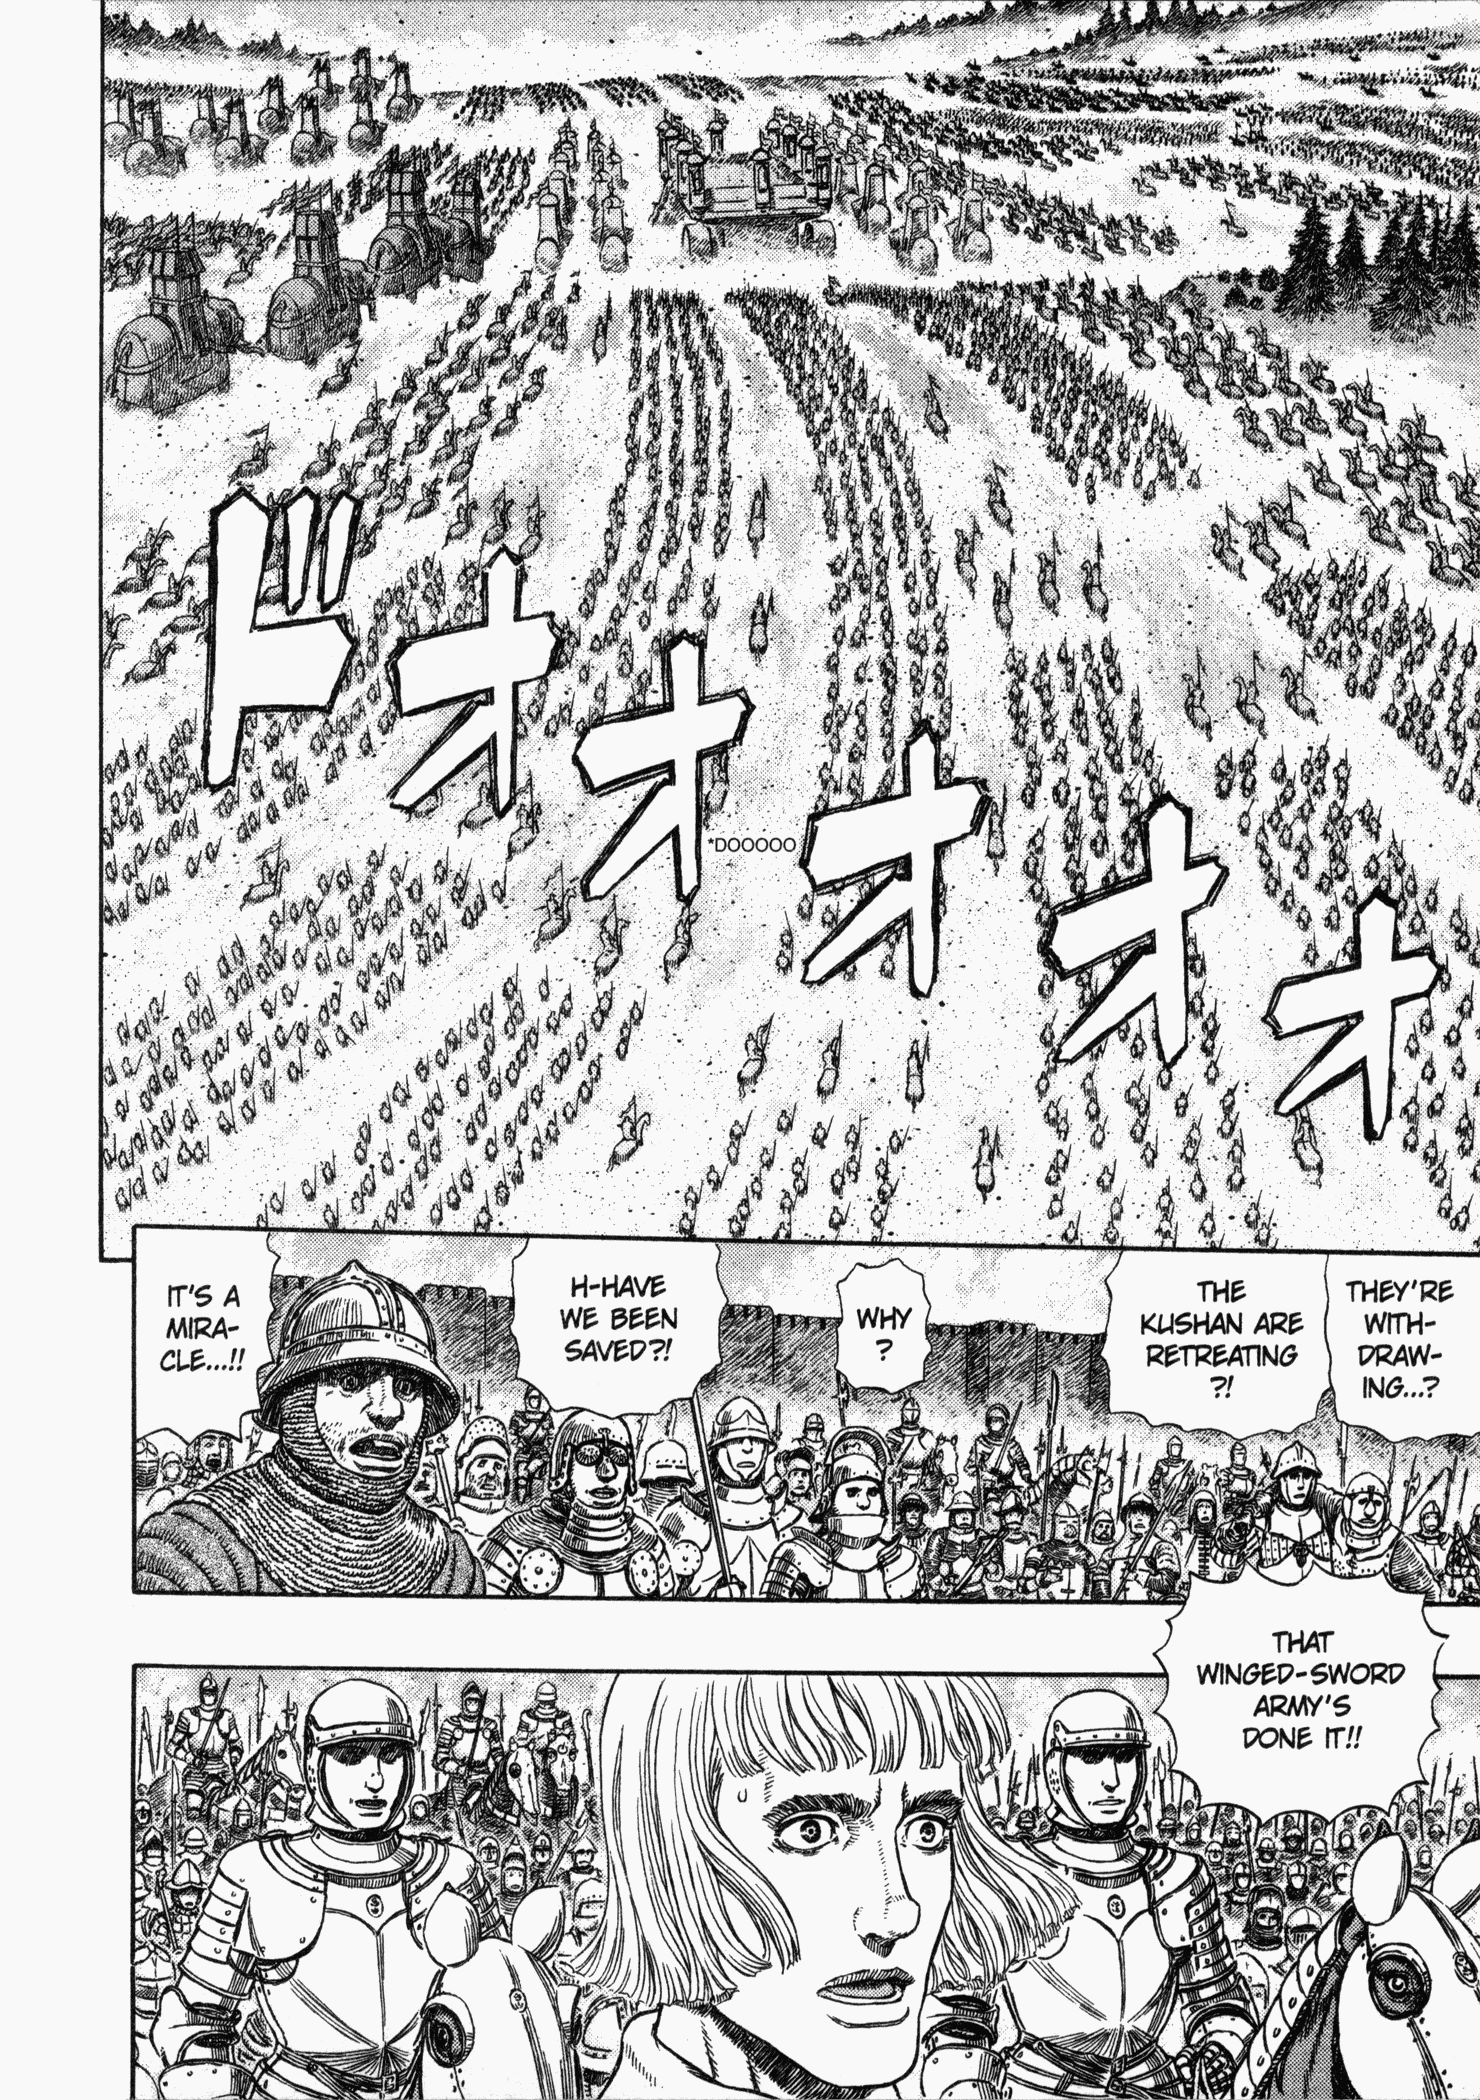 ドオオオオオ
*DOOOOO
THEY'RE
WITH-
DRAW-
ING...?
THE
KUSHAN ARE
RETREATING
?!
WHY
?
H-HAVE
WE BEEN
SAVED?!
IT'S A
MIRA-
CLE...!!
THAT
WINGED-SWORD
ARMY'S
DONE IT!!